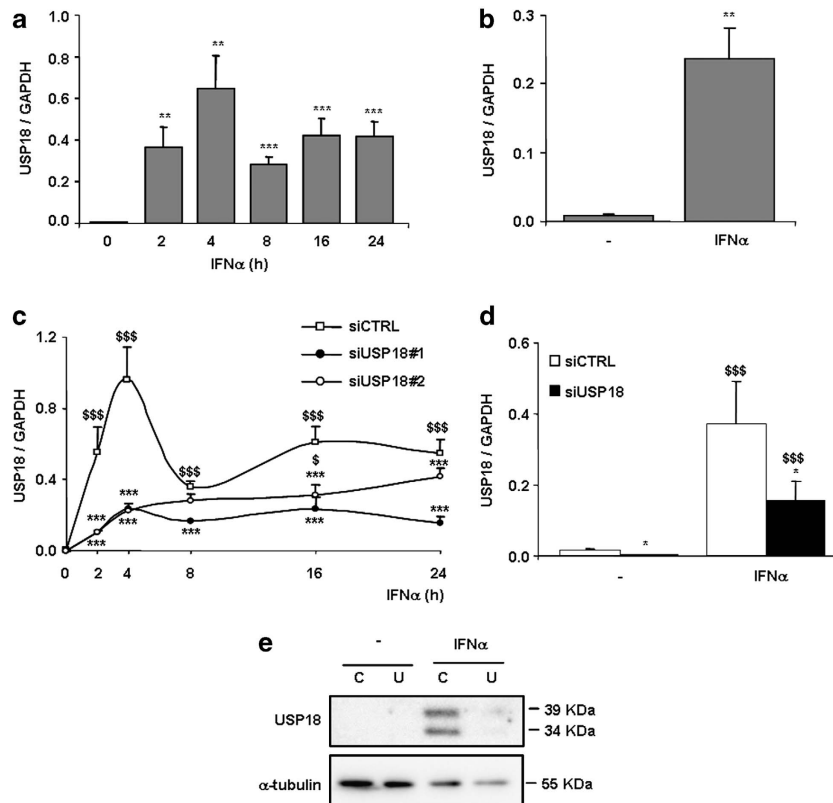 a
USP18 / GAPDH
1.0
0.8
0.6
0.4
0.2
0.0
** ** *** *** ***
0 2 4 8 16 24
IFNα (h)
b
USP18 / GAPDH
0.3
0.2
0.1
0.0
**
- IFNα
c
USP18 / GAPDH
1.2
0.8
0.4
0.0
siCTRL
siUSP18#1
siUSP18#2
$$$
$$$
$$$
$$$
$$$
$
***
***
***
***
***
***
***
***
***
0 2 4 8 16 24
IFNα (h)
d
USP18 / GAPDH
0.6
0.4
0.2
0.0
siCTRL
siUSP18
$$$
$$$
*
*
- IFNα
e
- IFNα
C U C U
USP18
39 KDa
34 KDa
α-tubulin
55 KDa